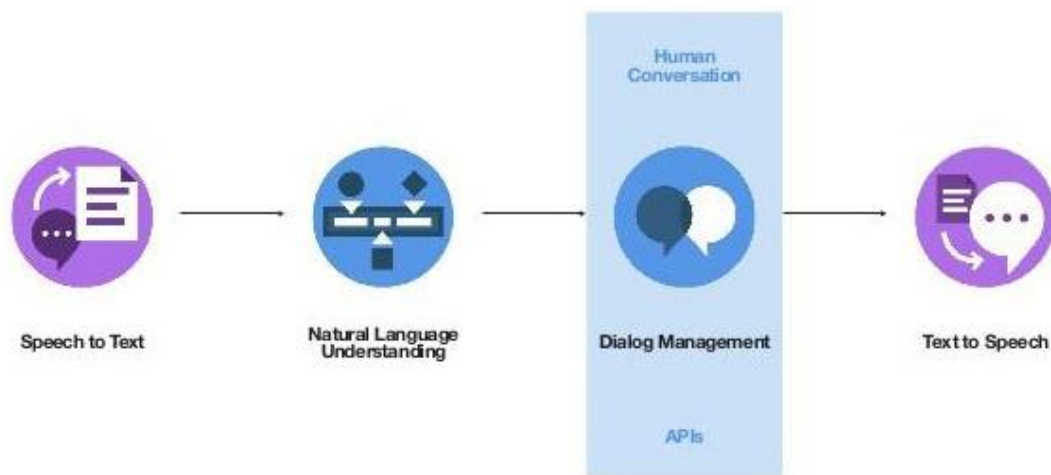 Human
Conversation
Speech to Text
Natural Language
Understanding
Dialog Management
Text to Speech
APIs